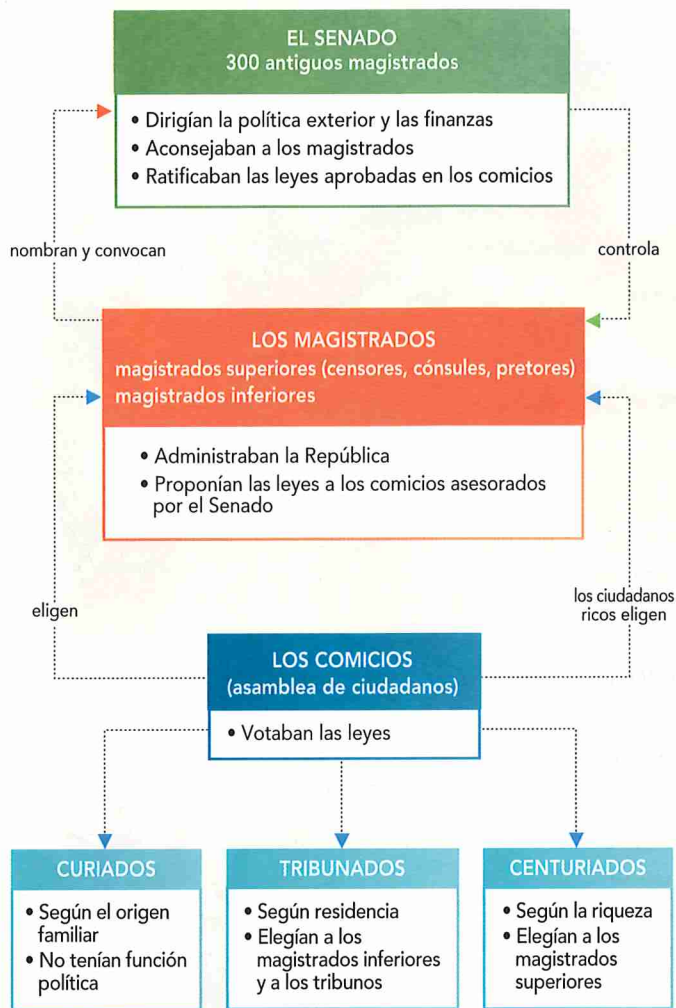 EL SENADO
300 antiguos magistrados
• Dirigían la política exterior y las finanzas
• Aconsejaban a los magistrados
• Ratificaban las leyes aprobadas en los comicios
nombran y convocan
controla
LOS MAGISTRADOS
magistrados superiores (censores, cónsules, pretores)
magistrados inferiores
• Administraban la República
• Proponían las leyes a los comicios asesorados
por el Senado
eligen
los ciudadanos
ricos eligen
LOS COMICIOS
(asamblea de ciudadanos)
• Votaban las leyes
CURIADOS
• Según el origen
familiar
• No tenían función
política
TRIBUNADOS
• Según residencia
• Elegían a los
magistrados inferiores
y a los tribunos
CENTURIADOS
• Según la riqueza
• Elegían a los
magistrados
superiores